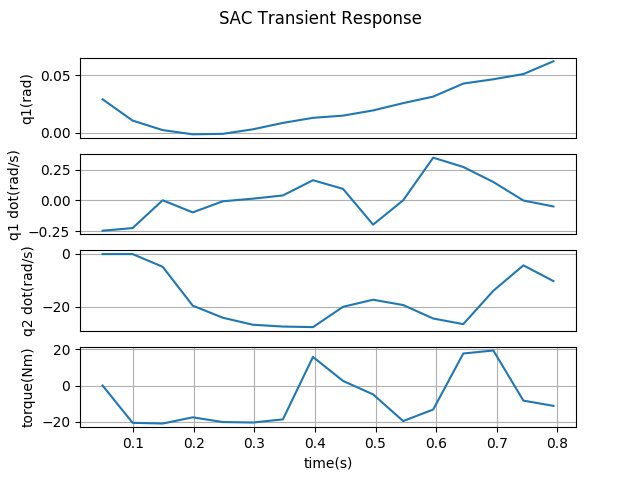 SAC Transient Response
0.05
0.00
q1(rad)
0.25
0.00
−0.25
q1 dot(rad/s)
0
−20
q2 dot(rad/s)
20
0
−20
torque(Nm)
0.1 0.2 0.3 0.4 0.5 0.6 0.7 0.8
time(s)